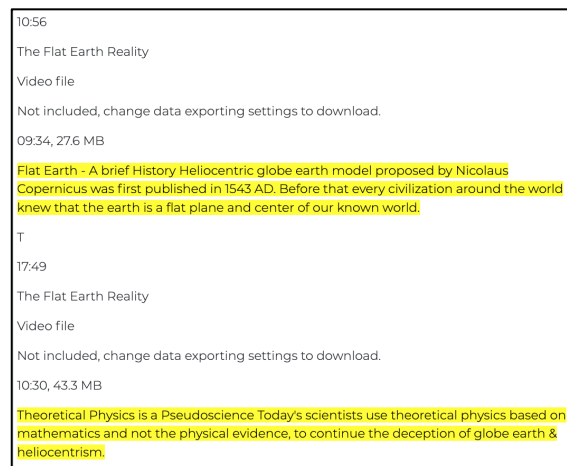 10:56
The Flat Earth Reality
Video file
Not included, change data exporting settings to download.
09:34, 27.6 MB
Flat Earth - A brief History Heliocentric globe earth model proposed by Nicolaus
Copernicus was first published in 1543 AD. Before that every civilization around the world
knew that the earth is a flat plane and center of our known world.
T
17:49
The Flat Earth Reality
Video file
Not included, change data exporting settings to download.
10:30, 43.3 MB
Theoretical Physics is a Pseudoscience Today's scientists use theoretical physics based on
mathematics and not the physical evidence, to continue the deception of globe earth &
heliocentrism.